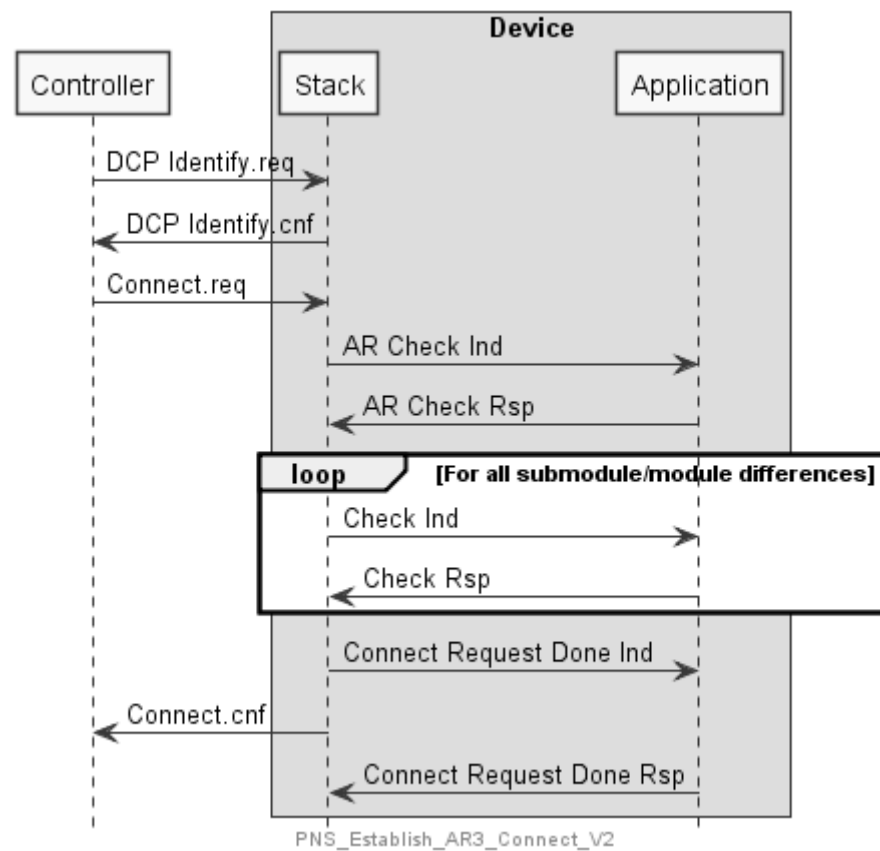 Device
Controller
Stack
Application
DCP Identify.req
DCP Identify.cnf
Connect.req
AR Check Ind
AR Check Rsp
loop [For all submodule/module differences]
Check Ind
Check Rsp
Connect Request Done Ind
Connect.cnf
Connect Request Done Rsp
PNS_Establish_AR3_Connect_V2